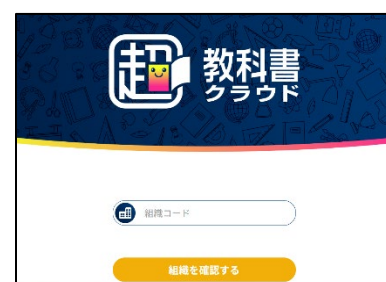 超
教科書
クラウド
組織コード
組織を確認する